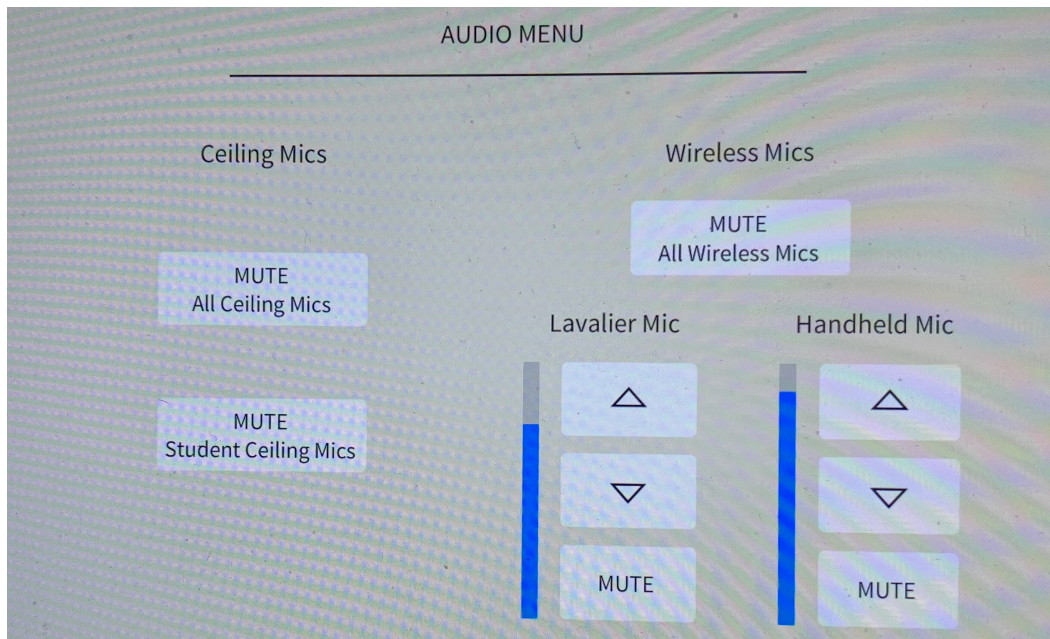 AUDIO MENU
Ceiling Mics
MUTE
All Ceiling Mics
MUTE
Student Ceiling Mics
Wireless Mics
MUTE
All Wireless Mics
Lavalier Mic
MUTE
Handheld Mic
MUTE